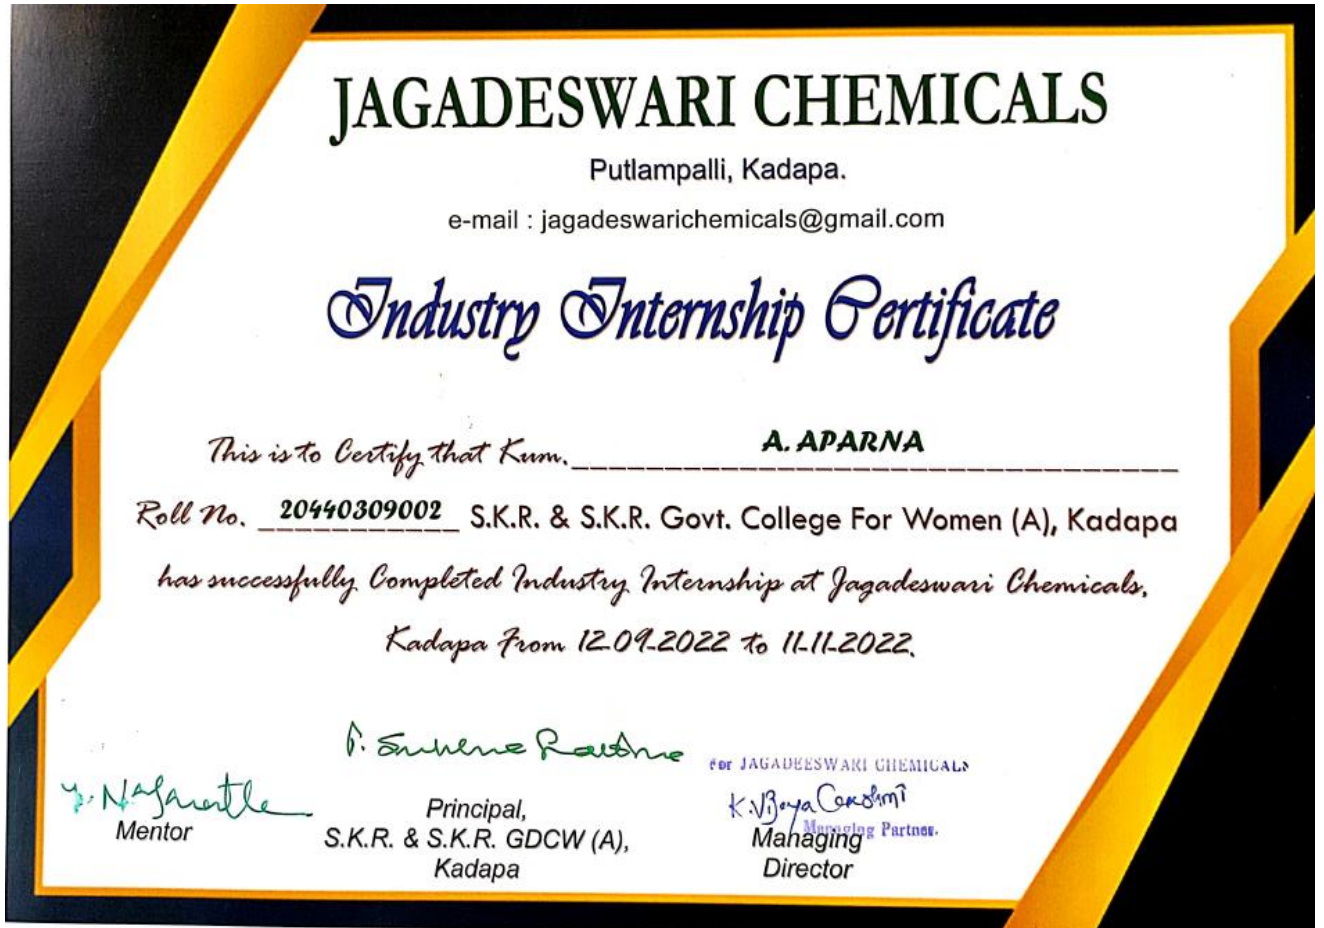 JAGADESWARI CHEMICALS
Putlampalli, Kadapa.
e-mail : jagadeswarichemicals@gmail.com
Industry Internship Certificate
This is to Certify that Kum. A. APARNA
Roll No. 20440309002 S.K.R. & S.K.R. Govt. College For Women (A), Kadapa
has successfully Completed Industry Internship at Jagadeswari Chemicals,
Kadapa From 12.09.2022 to 11-11-2022.
For JAGADEESWARI CHEMICALS
K. Vijaya
Managing Partner.
Mentor
Principal,
S.K.R. & S.K.R. GDCW (A),
Kadapa
Managing
Director